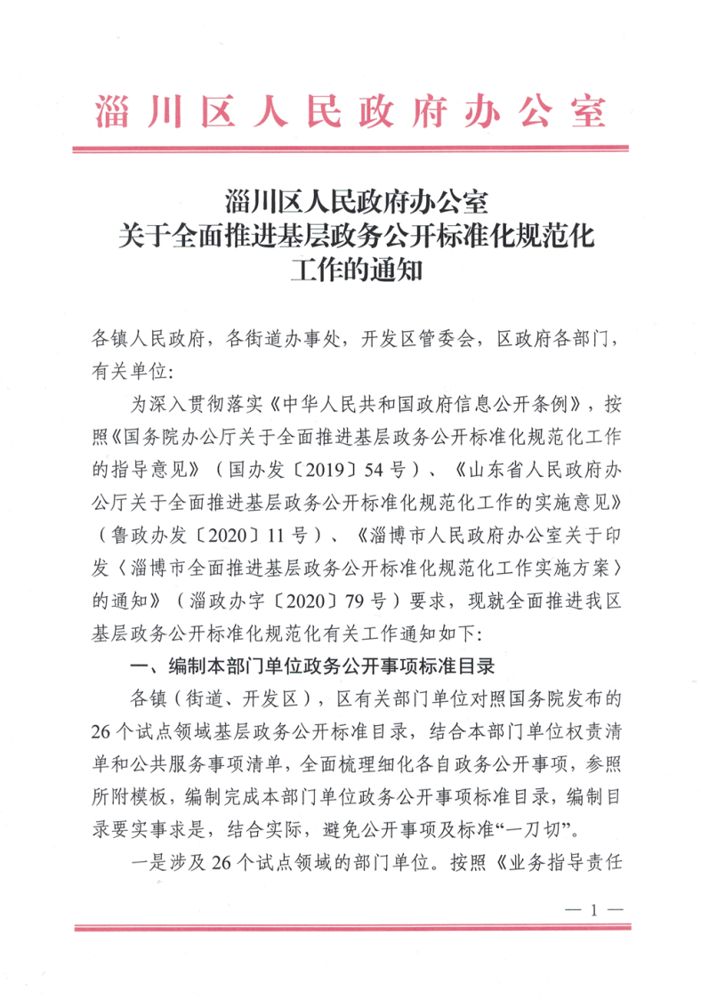 淄川区人民政府办公室
淄川区人民政府办公室
关于全面推进基层政务公开标准化规范化
工作的通知
各镇人民政府，各街道办事处，开发区管委会，区政府各部门，
有关单位：
为深入贯彻落实《中华人民共和国政府信息公开条例》，按
照《国务院办公厅关于全面推进基层政务公开标准化规范化工作
的指导意见》（国办发〔2019〕54号）、《山东省人民政府办
公厅关于全面推进基层政务公开标准化规范化工作的实施意见》
（鲁政办发〔2020〕11号）、《淄博市人民政府办公室关于印
发〈淄博市全面推进基层政务公开标准化规范化工作实施方案〉
的通知》（淄政办字〔2020〕79号）要求，现就全面推进我区
基层政务公开标准化规范化有关工作通知如下：
一、编制本部门单位政务公开事项标准目录
各镇（街道、开发区），区有关部门单位对照国务院发布的
26个试点领域基层政务公开标准目录，结合本部门单位权责清
单和公共服务事项清单，全面梳理细化各自政务公开事项，参照
所附模板，编制完成本部门单位政务公开事项标准目录，编制目
录要实事求是，结合实际，避免公开事项及标准“一刀切”。
一是涉及26个试点领域的部门单位。按照《业务指导责任
— 1 —